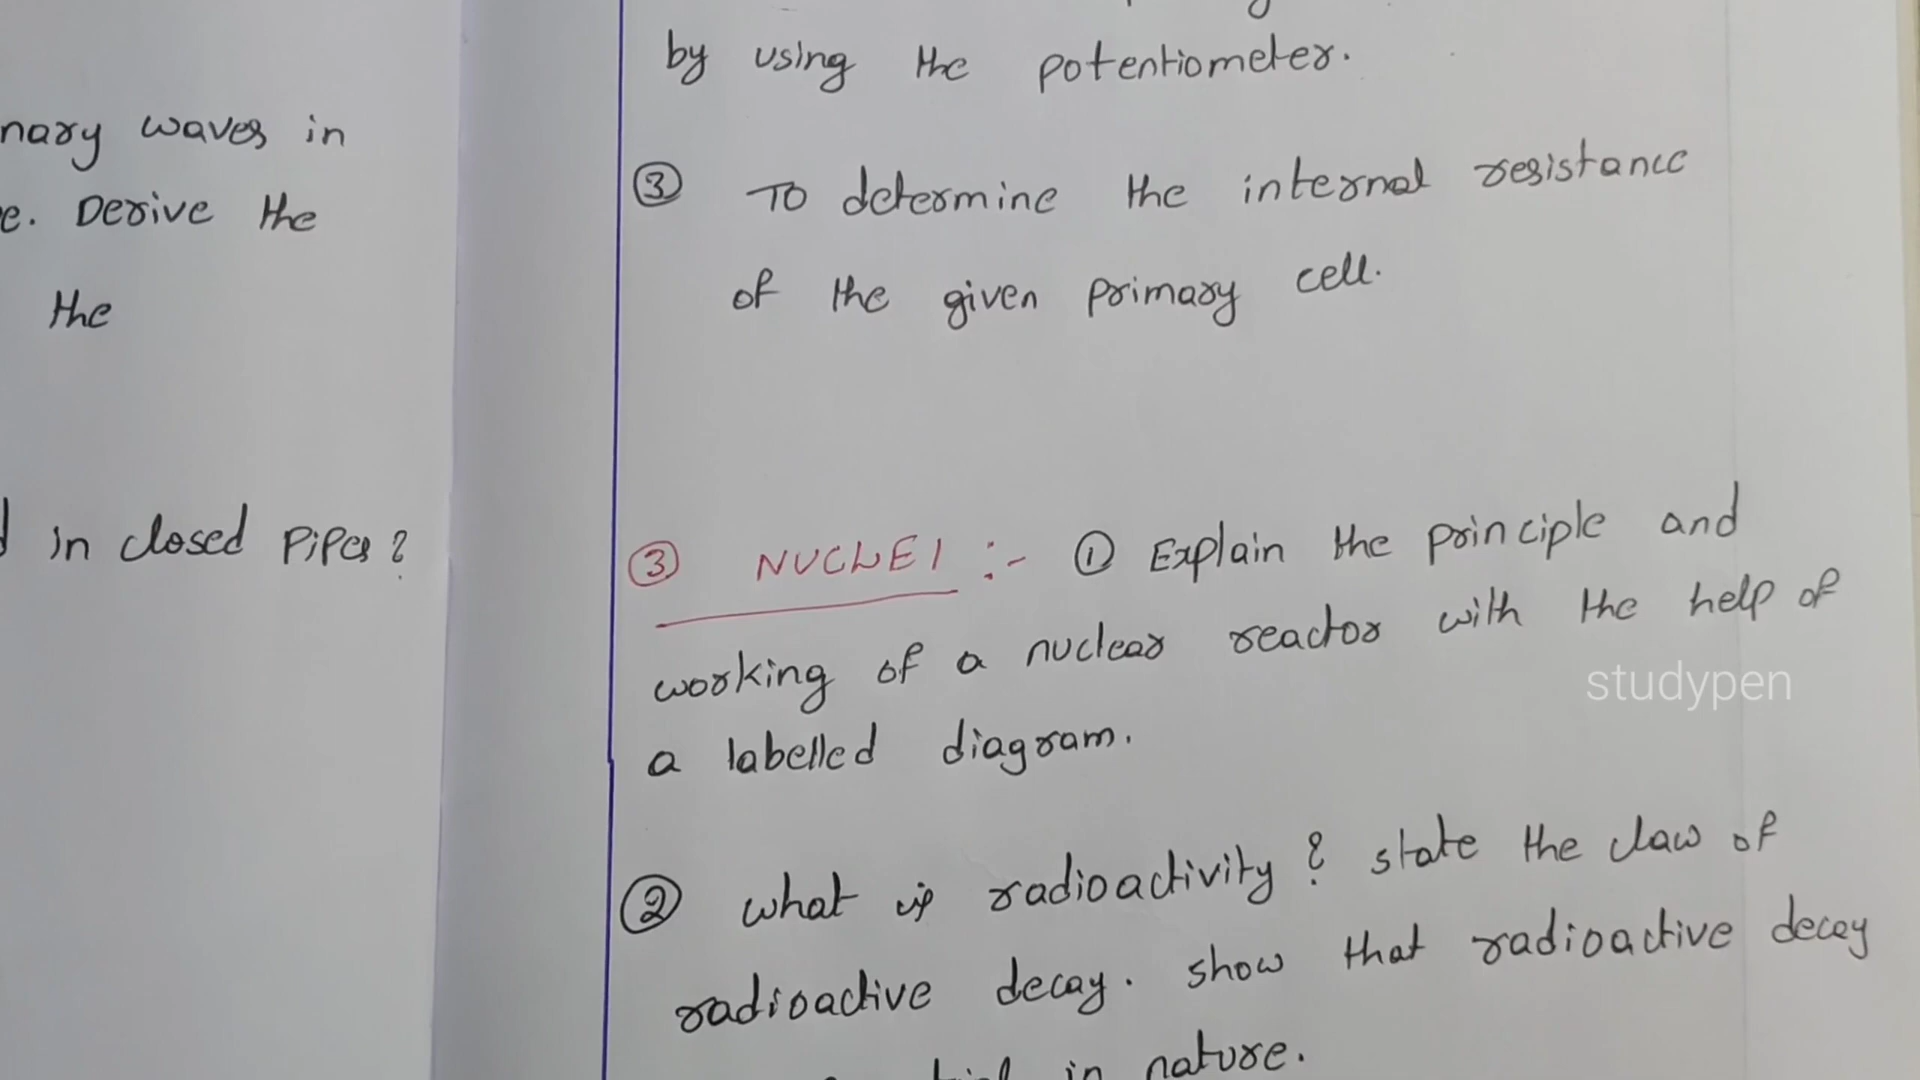 nary waves in
e. Derive the
the
in closed pipes?
by using the potentiometer.
③ To determine the internal resistance
of the given primary cell.
③ NUCLEI :- ① Explain the principle and
working of a nuclear reactor with the help of
a labelled diagram.
studypen
② what is radioactivity? state the law of
radioactive decay. show that radioactive decay
in nature.